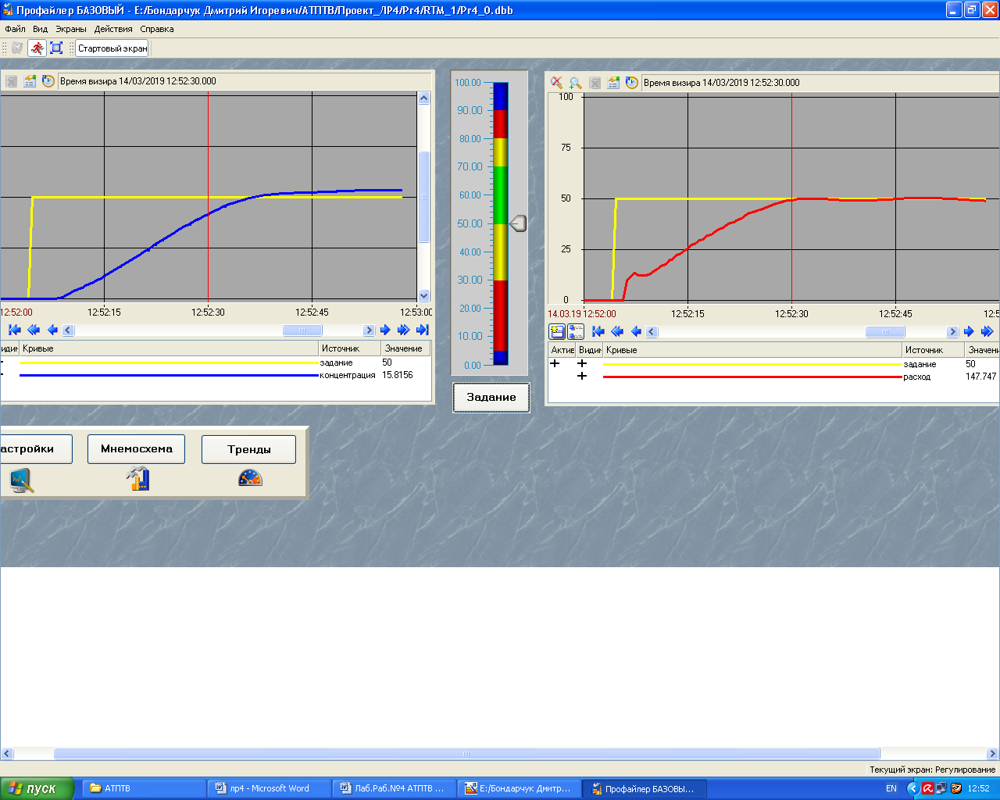 Профайлер БАЗОВЫЙ - E:/Бондарчук Дмитрий Игоревич/АТПТВ/Проект_ЛР4/Pr4/RTM_1/Pr4_0.dbb
Файл Вид Экраны Действия Справка
Стартовый экран
Время визира 14/03/2019 12:52:30.000
12:52:00 12:52:15 12:52:30 12:52:45 12:53:00
Кривые Источник Значение
задание 50
концентрация 15.8156
100.00
90.00
80.00
70.00
60.00
50.00
40.00
30.00
20.00
10.00
0.00
Задание
Время визира 14/03/2019 12:52:30.000
100
75
50
25
0
14.03.19 12:52:00 12:52:15 12:52:30 12:52:45 12:5
Актив Видим Кривые Источник Значени
задание 50
расход 147.747
астройки Мнемосхема Тренды
Текущий экран: Регулирование
пуск АТПТВ лр4 - Microsoft Word Лаб.Раб.№4 АТПТВ ... E:/Бондарчук Дмитр... Профайлер БАЗОВЫ... EN 12:52